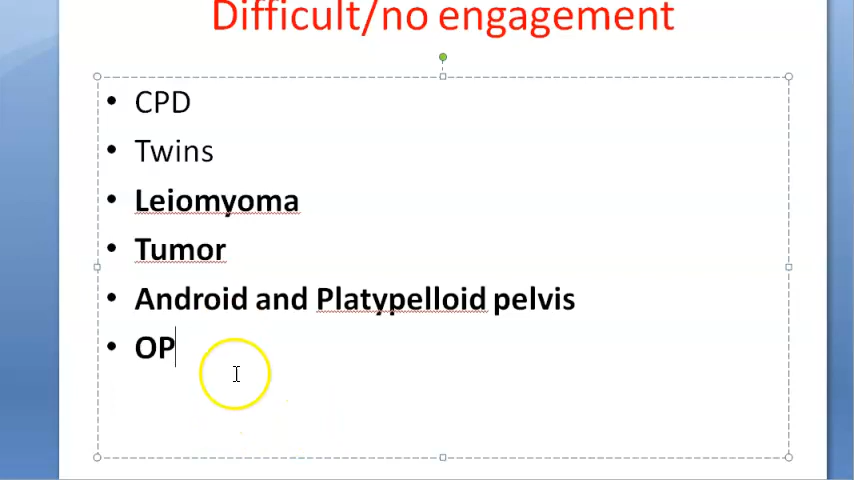 Difficult/no engagement
• CPD
• Twins
• Leiomyoma
• Tumor
• Android and Platypelloid pelvis
• OP